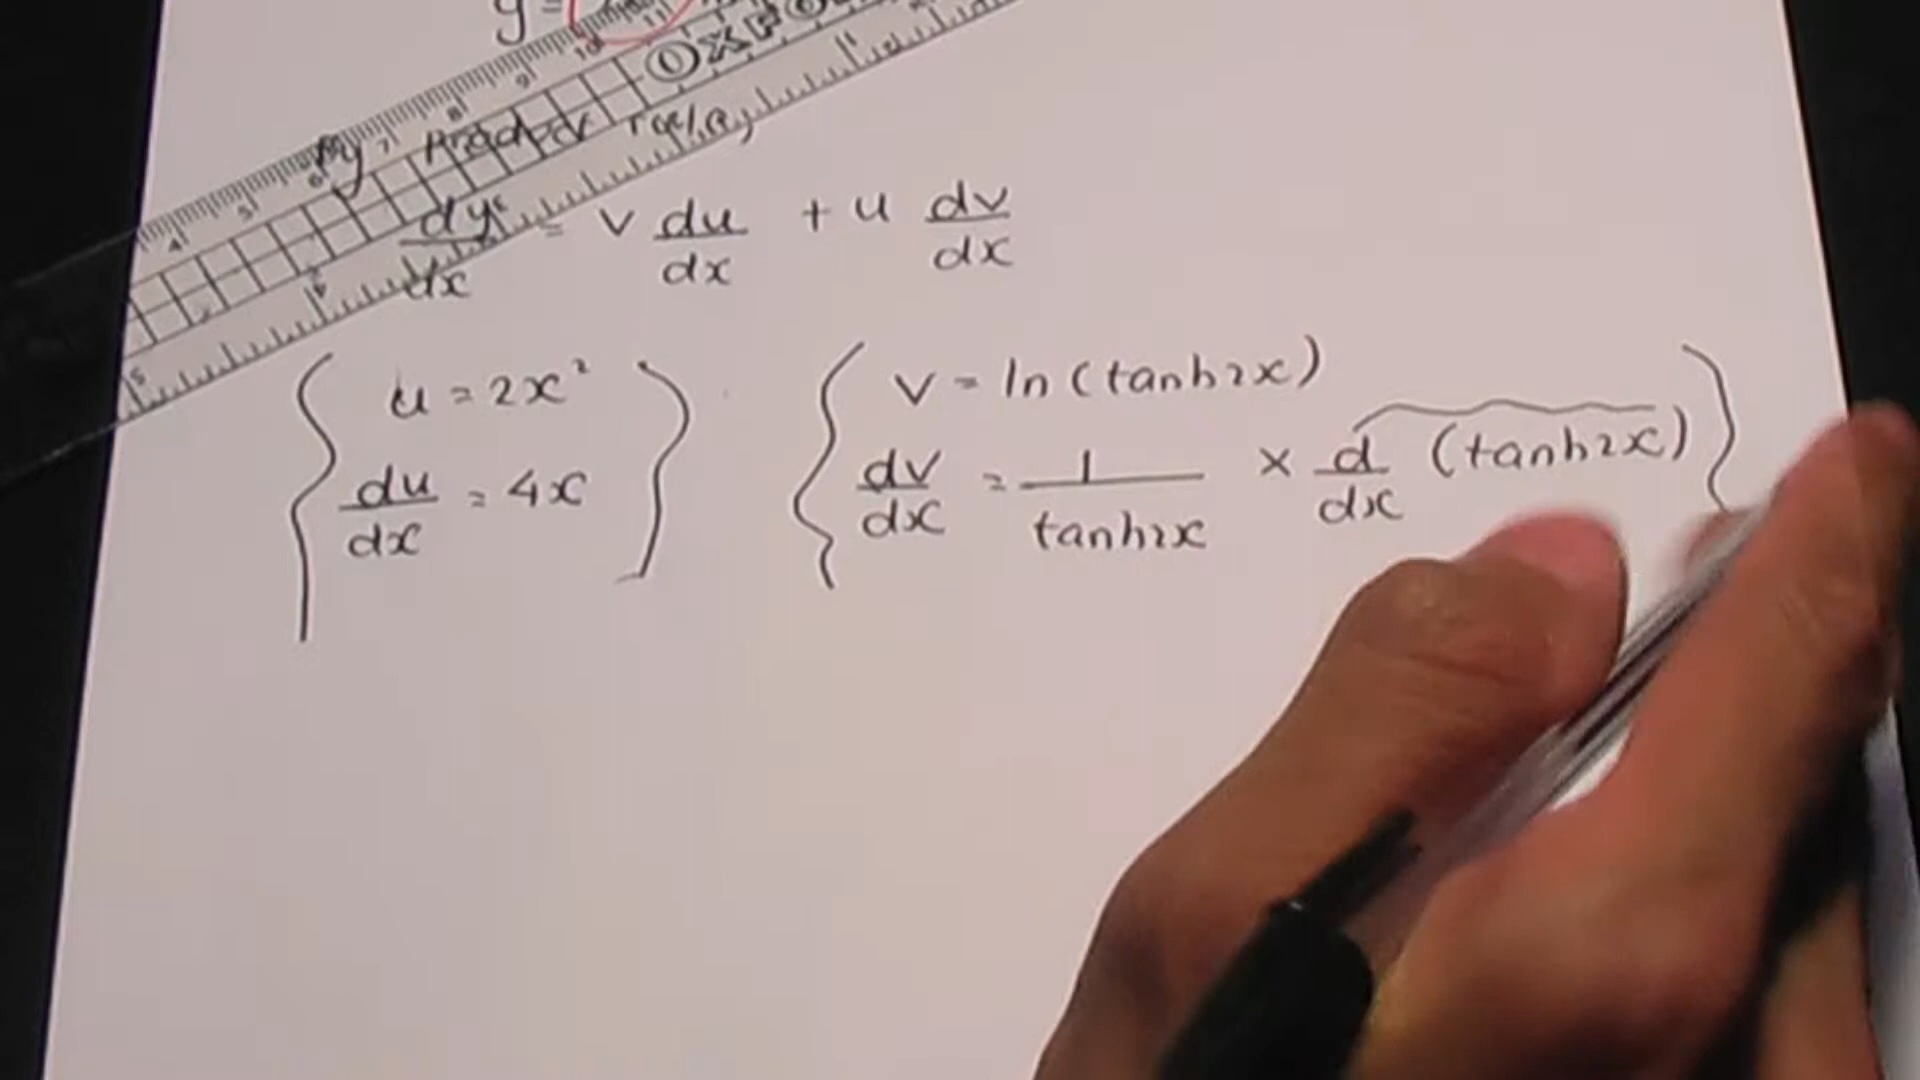 y =
OXFO
By Product rule,
dy/dx = v du/dx + u dv/dx
u = 2x²
du/dx = 4x
v = ln(tanh2x)
dv/dx = 1/tanh2x × d/dx (tanh2x)